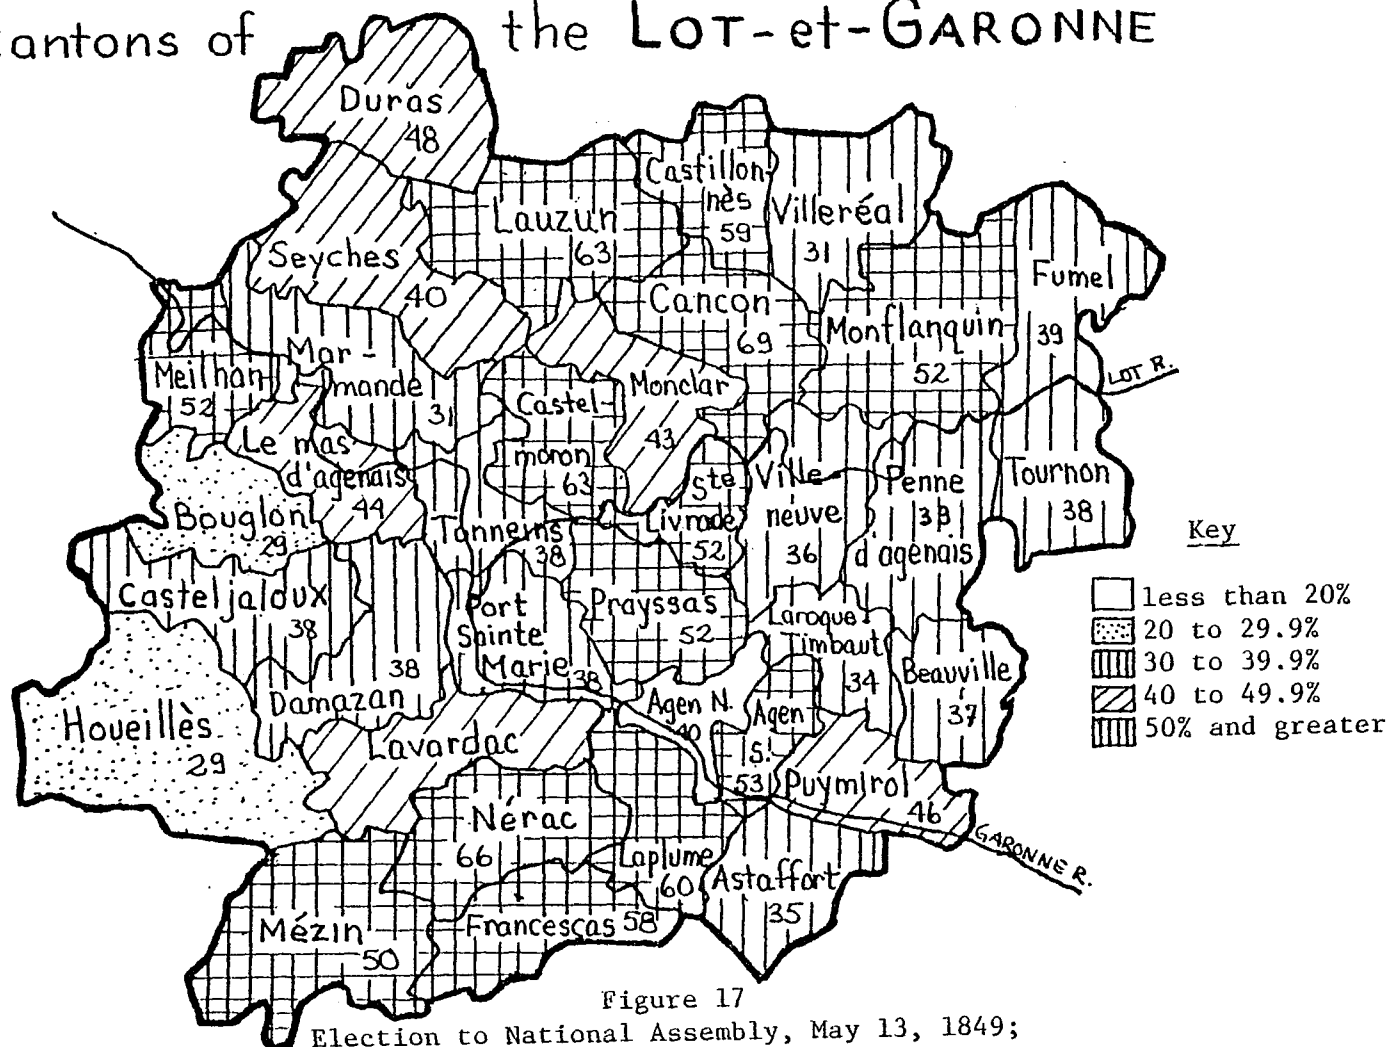 cantons of the LOT-et-GARONNE
Duras
48
Castillon-
nès
59
Villeréal
31
Lauzun
63
Seyches
40
Fumel
39
Cancon
69
Monflanquin
52
LOT R.
Mar-
mande
31
Meilhan
52
Castel-
moron
63
Monclar
43
Le mas
d'agenais
44
Ste
Livrade
52
Ville-
neuve
36
Penne
38
d'agenais
Tournon
38
Bouglon
29
Tonneins
38
Key
Casteljaloux
38
Port
Sainte
Marie
38
Prayssas
52
Laroque
Timbaut
34
less than 20%
20 to 29.9%
30 to 39.9%
40 to 49.9%
50% and greater
Beauville
37
Damazan
38
Agen N.
40
Agen
S.
53
Houeillès
29
Lavardac
Puymirol
46
Nérac
66
Laplume
60
Astaffort
35
GARONNE R.
Mézin
50
Francescas 58
Figure 17
Election to National Assembly, May 13, 1849;